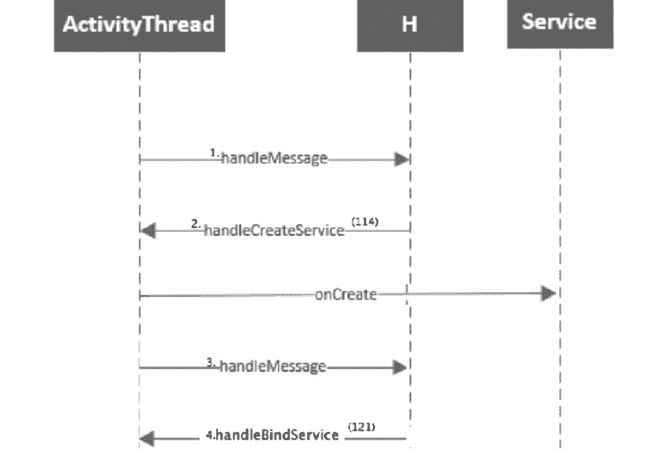 ActivityThread H Service
1.handleMessage
2.handleCreateService (114)
onCreate
3.handleMessage
4.handleBindService (121)